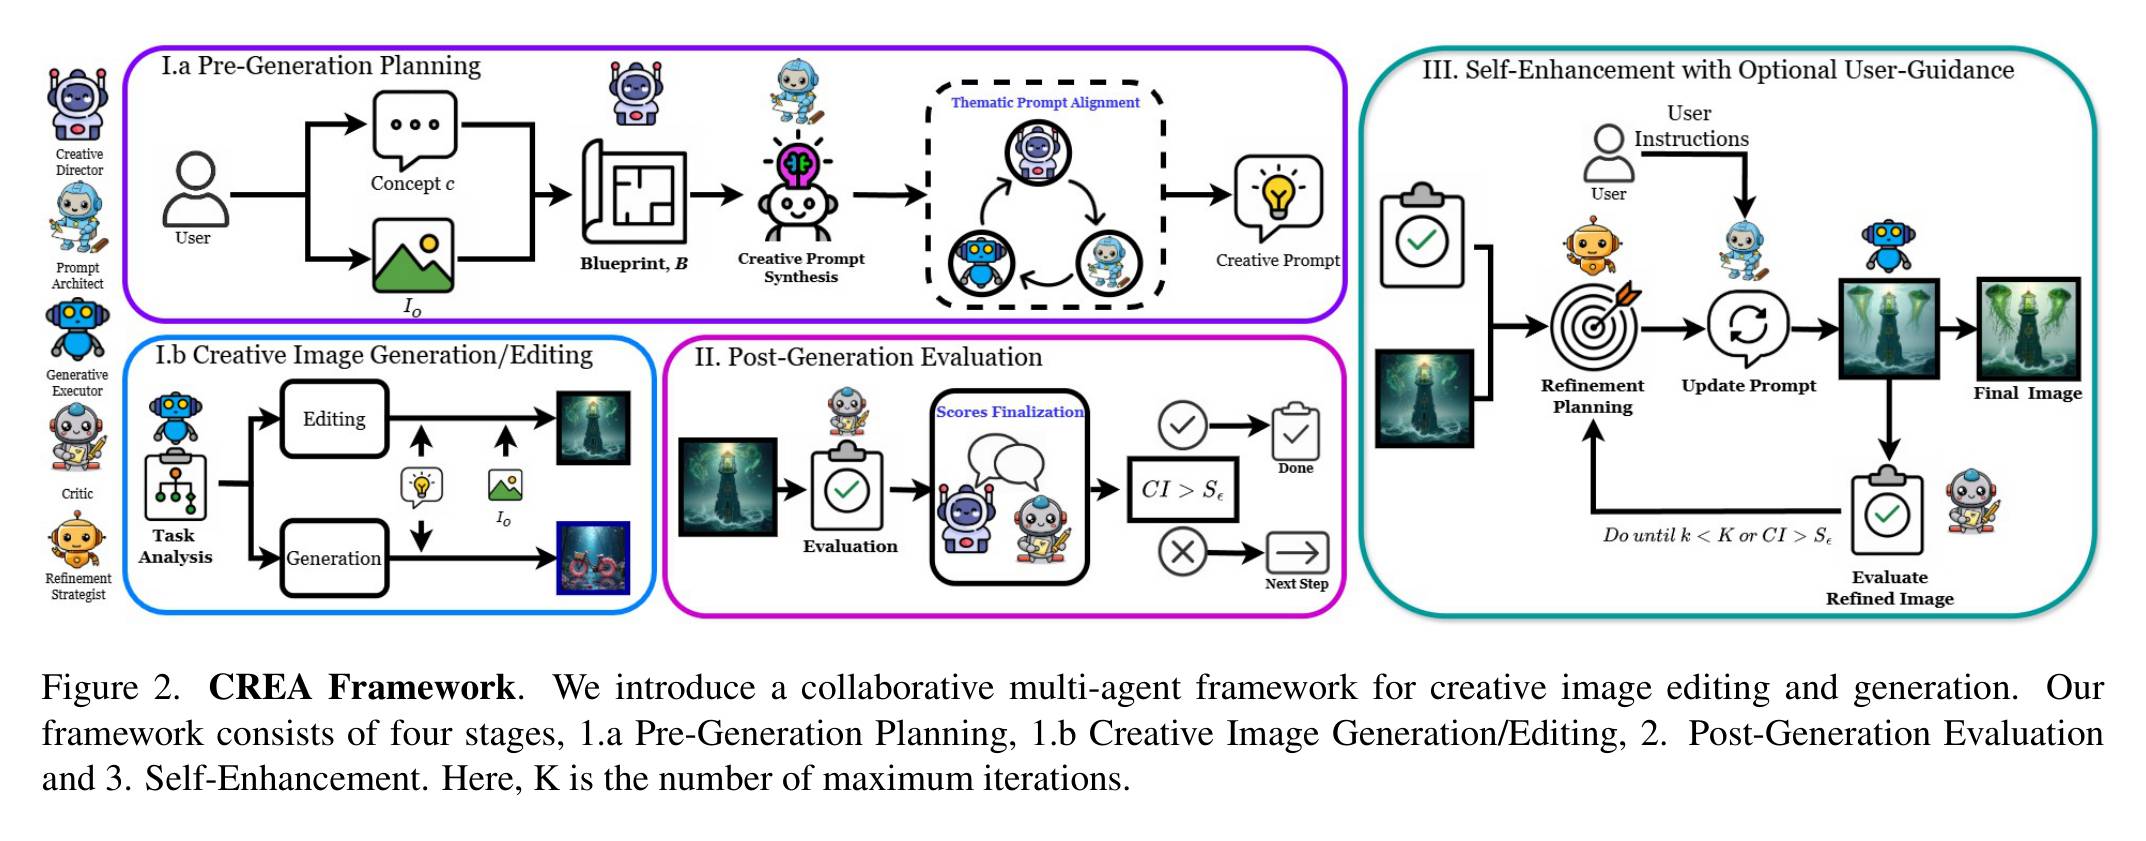 Creative
Director
Prompt
Architect
Generative
Executor
Critic
Refinement
Strategist
I.a Pre-Generation Planning
User
Concept c
I_o
Blueprint, B
Creative Prompt
Synthesis
Thematic Prompt Alignment
Creative Prompt
I.b Creative Image Generation/Editing
Task
Analysis
Editing
Generation
I_o
II. Post-Generation Evaluation
Evaluation
Scores Finalization
CI > S_ϵ
Done
Next Step
III. Self-Enhancement with Optional User-Guidance
User
Instructions
User
Refinement
Planning
Update Prompt
Final Image
Do until k < K or CI > S_ϵ
Evaluate
Refined Image
Figure 2. CREA Framework. We introduce a collaborative multi-agent framework for creative image editing and generation. Our
framework consists of four stages, 1.a Pre-Generation Planning, 1.b Creative Image Generation/Editing, 2. Post-Generation Evaluation
and 3. Self-Enhancement. Here, K is the number of maximum iterations.